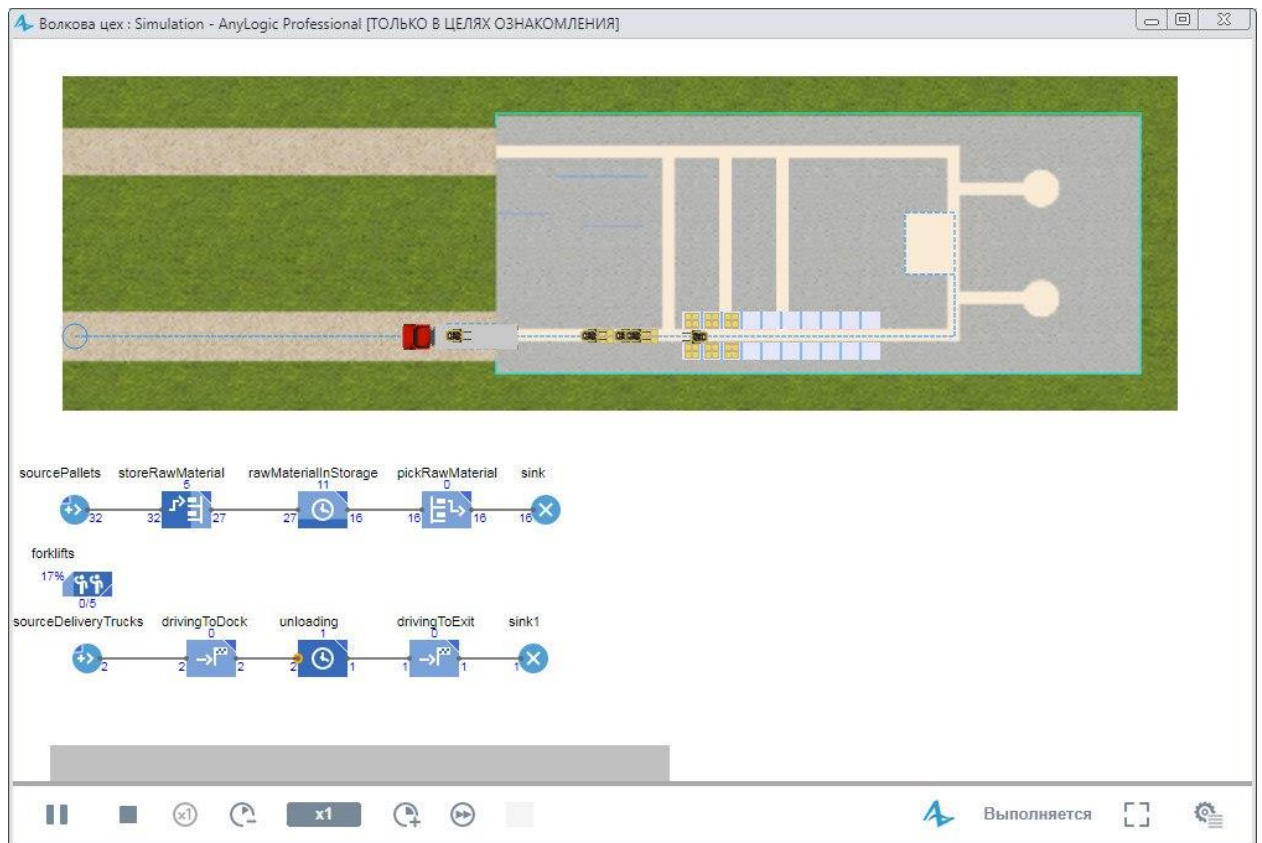 Волкова цех : Simulation - AnyLogic Professional [ТОЛЬКО В ЦЕЛЯХ ОЗНАКОМЛЕНИЯ]
sourcePallets storeRawMaterial rawMaterialInStorage pickRawMaterial sink
5 11 0
32 32 27 27 16 16 16 16
forklifts
17%
0/5
sourceDeliveryTrucks drivingToDock unloading drivingToExit sink1
0 1 0
2 2 2 2 1 1 1 1
x1 x1 Выполняется